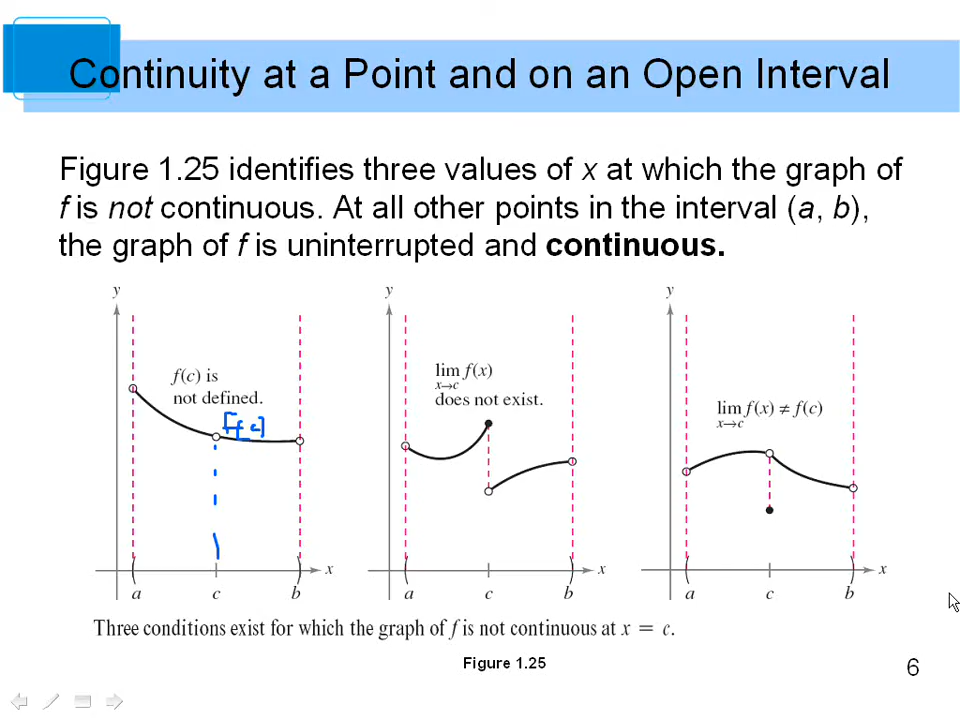 Continuity at a Point and on an Open Interval
Figure 1.25 identifies three values of x at which the graph of
f is not continuous. At all other points in the interval (a, b),
the graph of f is uninterrupted and continuous.
y
f(c) is
not defined.
[f c]
x
a
c
b
y
lim f(x)
x→c
does not exist.
x
a
c
b
y
lim f(x) ≠ f(c)
x→c
x
a
c
b
Three conditions exist for which the graph of f is not continuous at x = c.
Figure 1.25
6